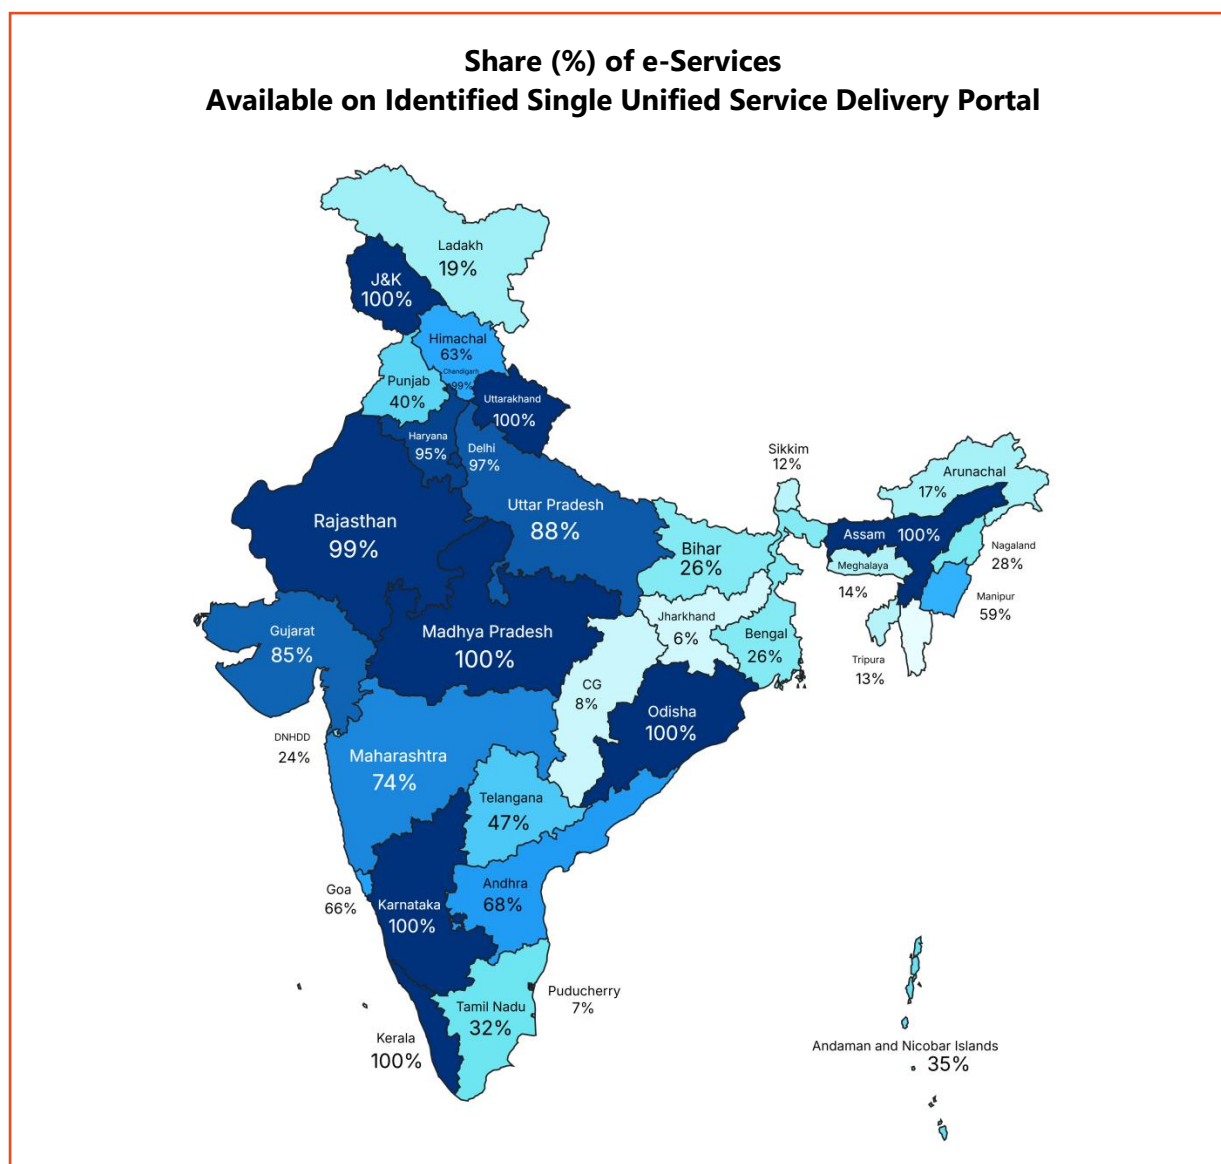 Share (%) of e-Services
Available on Identified Single Unified Service Delivery Portal
Ladakh
19%
J&K
100%
Himachal
63%
Chandigarh
99%
Punjab
40%
Uttarakhand
100%
Haryana
95%
Delhi
97%
Sikkim
12%
Arunachal
17%
Uttar Pradesh
88%
Rajasthan
99%
Assam 100%
Bihar
26%
Nagaland
28%
Meghalaya
14%
Manipur
59%
Jharkhand
6%
Gujarat
85%
Madhya Pradesh
100%
Bengal
26%
Tripura
13%
CG
8%
Odisha
100%
DNHDD
24%
Maharashtra
74%
Telangana
47%
Goa
66%
Andhra
68%
Karnataka
100%
Puducherry
7%
Tamil Nadu
32%
Kerala
100%
Andaman and Nicobar Islands
35%